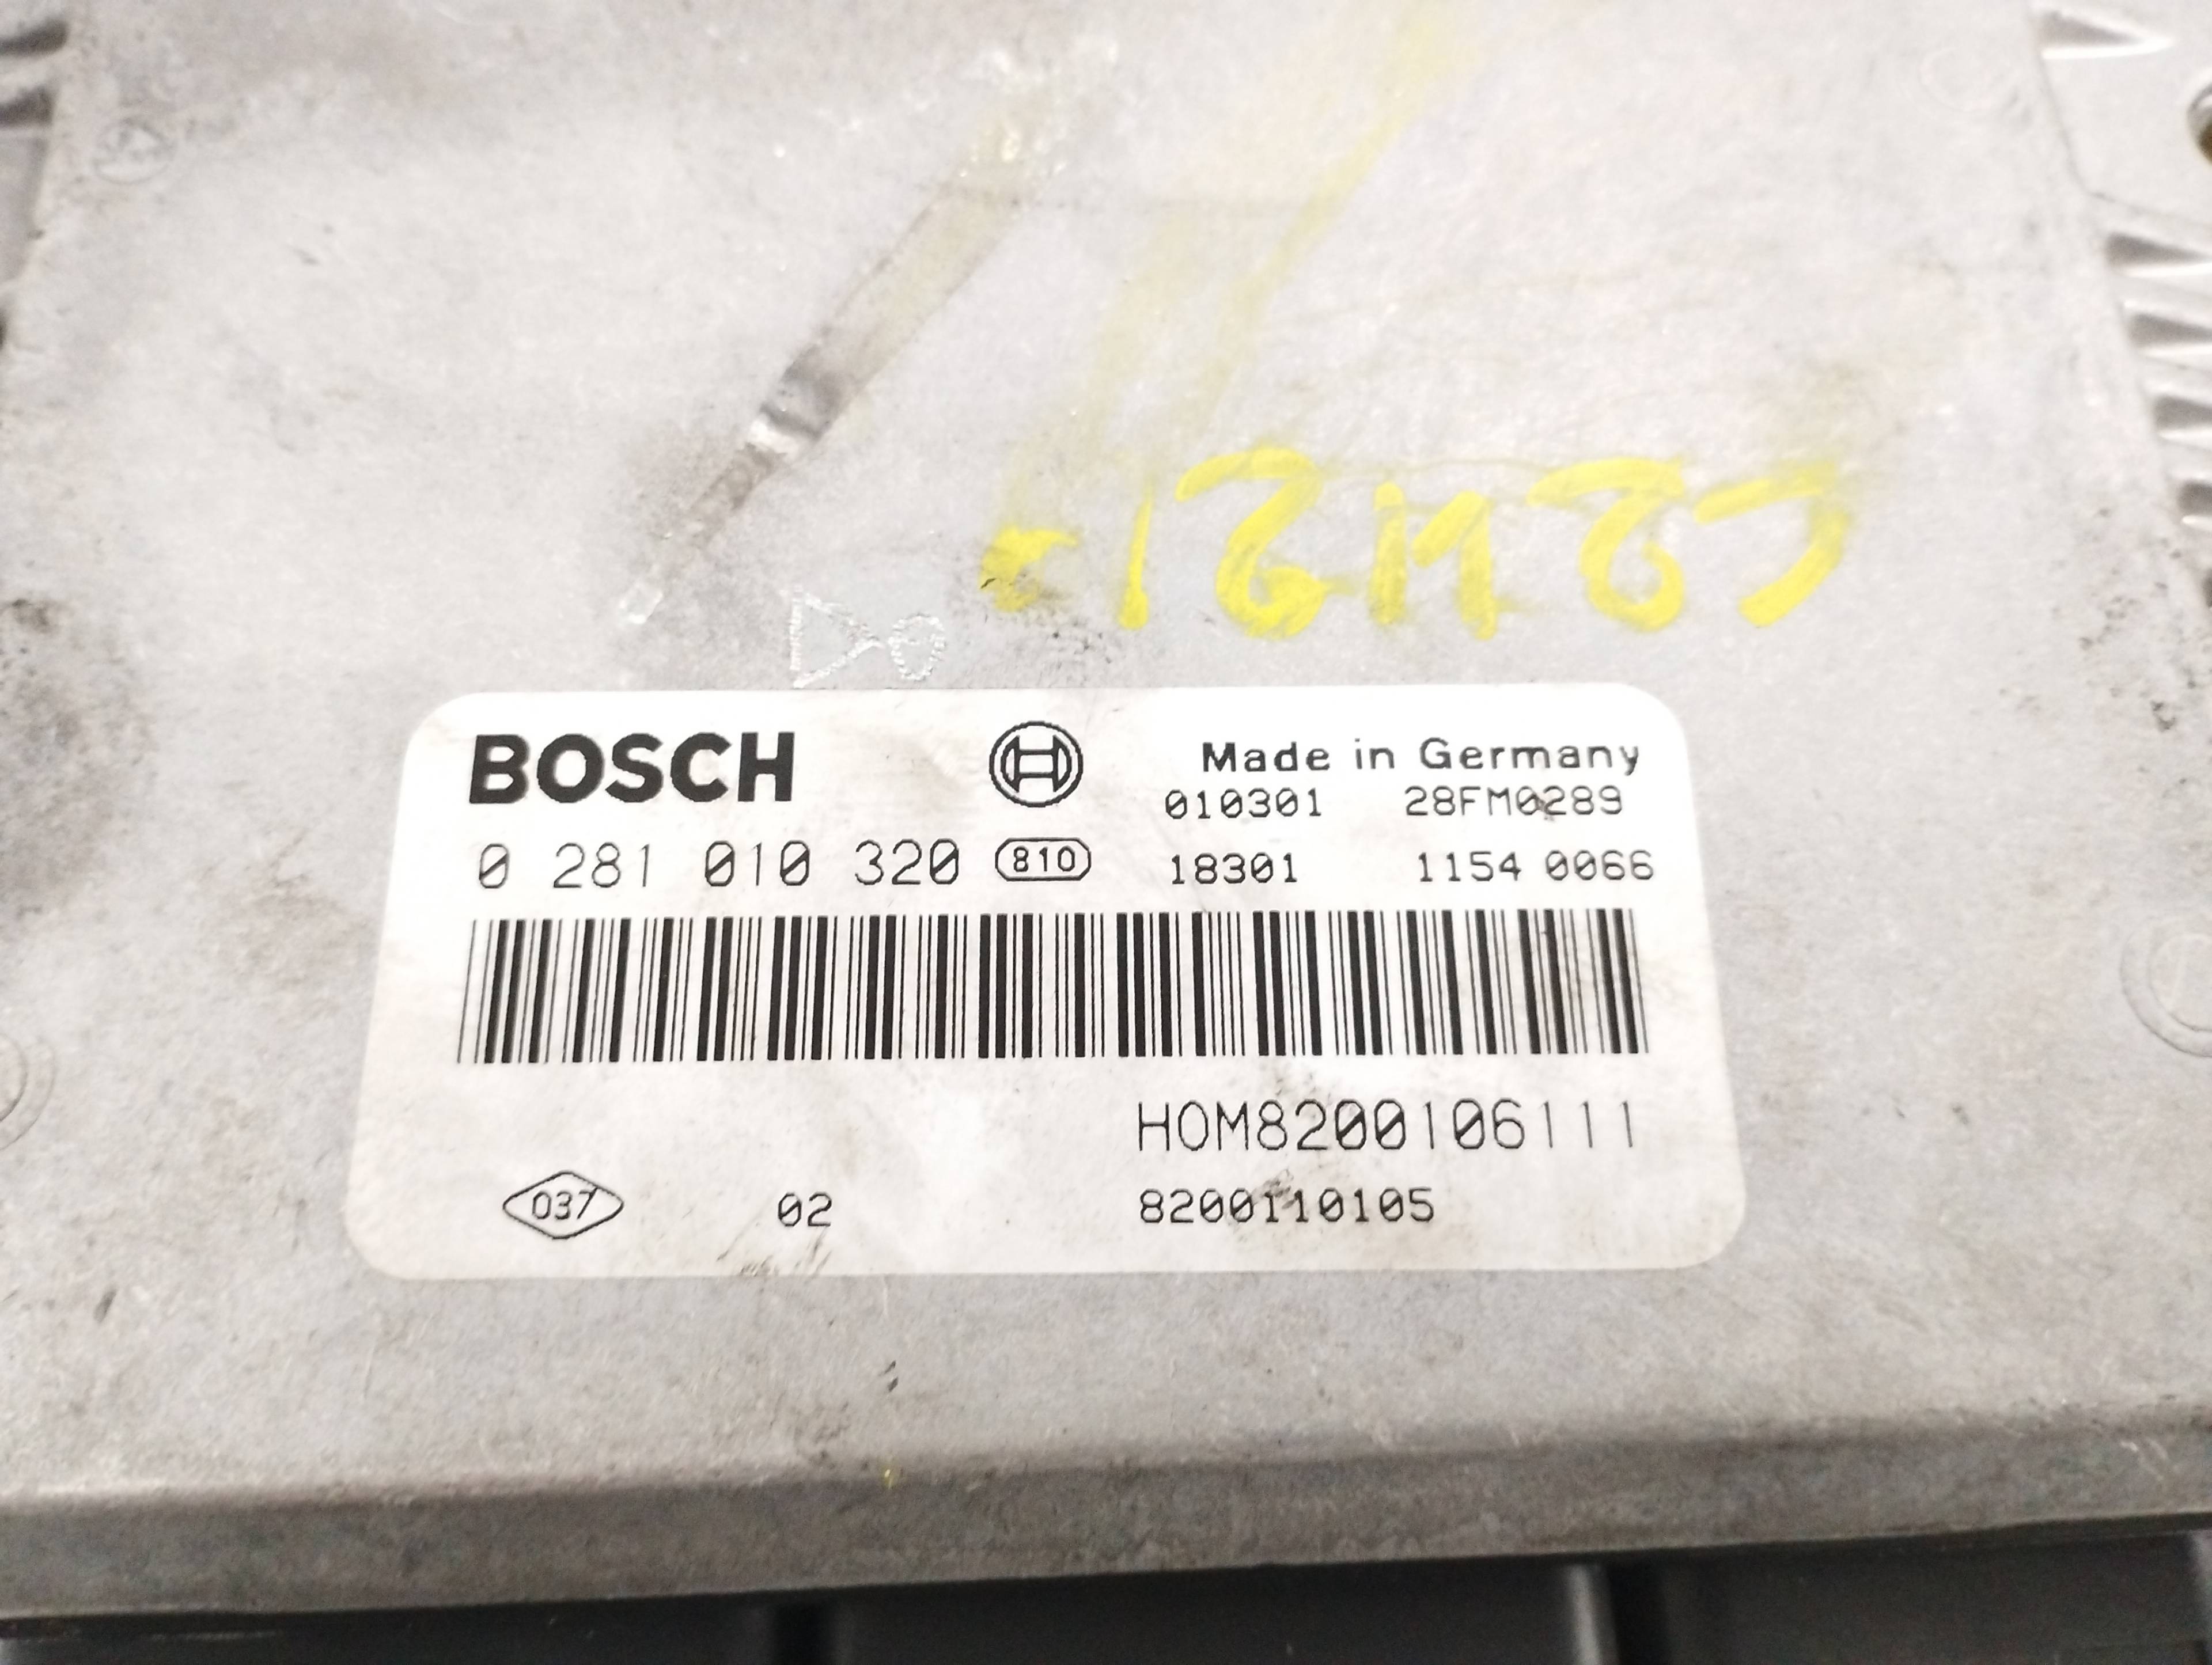 BOSCH
Made in Germany
010301 28FM0289
0 281 010 320 810 18301 1154 0066
HOM8200106111
037 02 8200110105